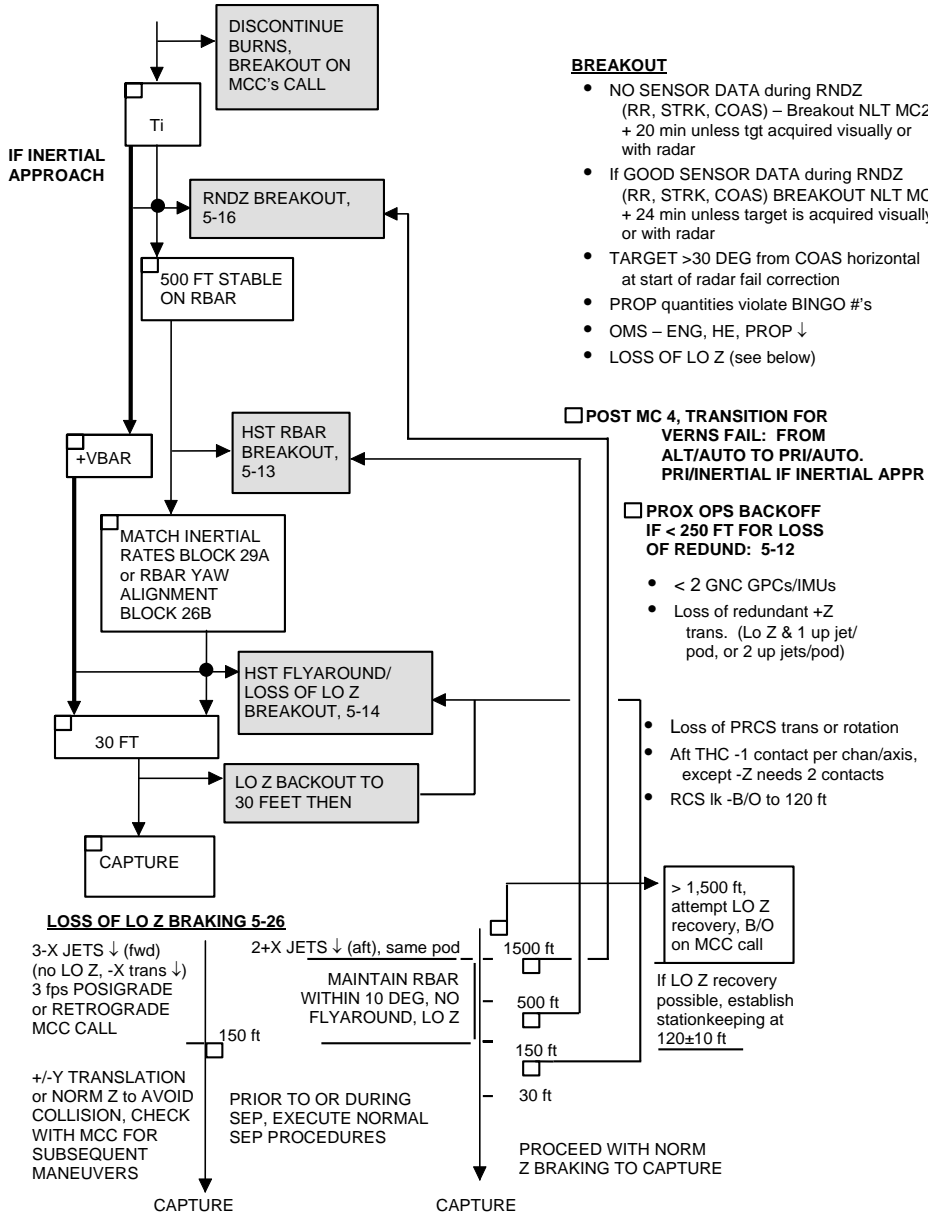 DISCONTINUE
BURNS,
BREAKOUT ON
MCC's CALL
Ti
IF INERTIAL
APPROACH
RNDZ BREAKOUT,
5-16
500 FT STABLE
ON RBAR
+VBAR
HST RBAR
BREAKOUT,
5-13
MATCH INERTIAL
RATES BLOCK 29A
or RBAR YAW
ALIGNMENT
BLOCK 26B
HST FLYAROUND/
LOSS OF LO Z
BREAKOUT, 5-14
30 FT
LO Z BACKOUT TO
30 FEET THEN
CAPTURE
BREAKOUT
• NO SENSOR DATA during RNDZ
(RR, STRK, COAS) – Breakout NLT MC2
+ 20 min unless tgt acquired visually or
with radar
• If GOOD SENSOR DATA during RNDZ
(RR, STRK, COAS) BREAKOUT NLT MC
+ 24 min unless target is acquired visually
or with radar
• TARGET >30 DEG from COAS horizontal
at start of radar fail correction
• PROP quantities violate BINGO #'s
• OMS – ENG, HE, PROP ↓
• LOSS OF LO Z (see below)
POST MC 4, TRANSITION FOR
VERNS FAIL: FROM
ALT/AUTO TO PRI/AUTO.
PRI/INERTIAL IF INERTIAL APPR
PROX OPS BACKOFF
IF < 250 FT FOR LOSS
OF REDUND: 5-12
• < 2 GNC GPCs/IMUs
• Loss of redundant +Z
trans. (Lo Z & 1 up jet/
pod, or 2 up jets/pod)
• Loss of PRCS trans or rotation
• Aft THC -1 contact per chan/axis,
except -Z needs 2 contacts
• RCS lk -B/O to 120 ft
LOSS OF LO Z BRAKING 5-26
3-X JETS ↓ (fwd)
(no LO Z, -X trans ↓)
3 fps POSIGRADE
or RETROGRADE
MCC CALL
150 ft
+/-Y TRANSLATION
or NORM Z to AVOID
COLLISION, CHECK
WITH MCC FOR
SUBSEQUENT
MANEUVERS
CAPTURE
2+X JETS ↓ (aft), same pod
MAINTAIN RBAR
WITHIN 10 DEG, NO
FLYAROUND, LO Z
PRIOR TO OR DURING
SEP, EXECUTE NORMAL
SEP PROCEDURES
1500 ft
500 ft
150 ft
30 ft
PROCEED WITH NORM
Z BRAKING TO CAPTURE
CAPTURE
> 1,500 ft,
attempt LO Z
recovery, B/O
on MCC call
If LO Z recovery
possible, establish
stationkeeping at
120±10 ft